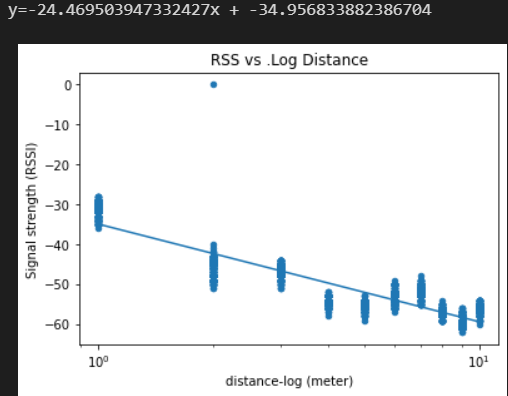 y=-24.469503947332427x + -34.956833882386704
RSS vs .Log Distance
Signal strength (RSSI)
0
−10
−20
−30
−40
−50
−60
10⁰
10¹
distance-log (meter)